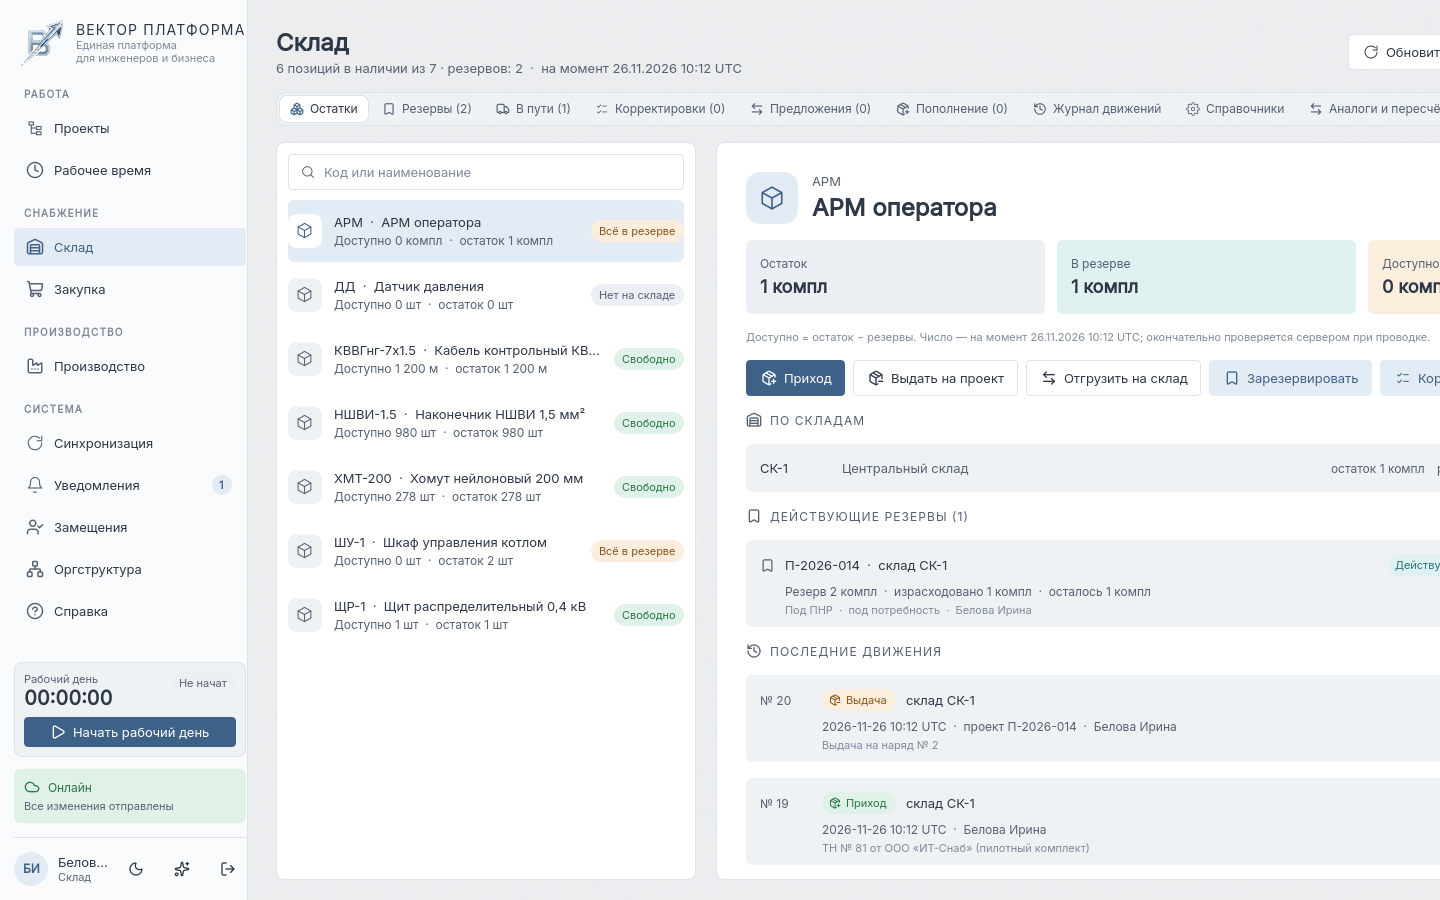 ВЕКТОР ПЛАТФОРМА
Единая платформа
для инженеров и бизнеса
РАБОТА
Проекты
Рабочее время
СНАБЖЕНИЕ
Склад
Закупка
ПРОИЗВОДСТВО
Производство
СИСТЕМА
Синхронизация
Уведомления 1
Замещения
Оргструктура
Справка
Рабочий день
Не начат
00:00:00
Начать рабочий день
Онлайн
Все изменения отправлены
БИ
Белов...
Склад
Склад
6 позиций в наличии из 7 · резервов: 2 · на момент 26.11.2026 10:12 UTC
Обновит
Остатки Резервы (2) В пути (1) Корректировки (0) Предложения (0) Пополнение (0) Журнал движений Справочники Аналоги и пересчё
Код или наименование
АРМ · АРМ оператора
Доступно 0 компл · остаток 1 компл
Всё в резерве
ДД · Датчик давления
Доступно 0 шт · остаток 0 шт
Нет на складе
КВВГнг-7х1.5 · Кабель контрольный КВ...
Доступно 1 200 м · остаток 1 200 м
Свободно
НШВИ-1.5 · Наконечник НШВИ 1,5 мм²
Доступно 980 шт · остаток 980 шт
Свободно
ХМТ-200 · Хомут нейлоновый 200 мм
Доступно 278 шт · остаток 278 шт
Свободно
ШУ-1 · Шкаф управления котлом
Доступно 0 шт · остаток 2 шт
Всё в резерве
ЩР-1 · Щит распределительный 0,4 кВ
Доступно 1 шт · остаток 1 шт
Свободно
АРМ
АРМ оператора
Остаток
1 компл
В резерве
1 компл
Доступно
0 комп
Доступно = остаток − резервы. Число — на момент 26.11.2026 10:12 UTC; окончательно проверяется сервером при проводке.
Приход Выдать на проект Отгрузить на склад Зарезервировать Кор
ПО СКЛАДАМ
СК-1 Центральный склад остаток 1 компл р
ДЕЙСТВУЮЩИЕ РЕЗЕРВЫ (1)
П-2026-014 · склад СК-1 Действу
Резерв 2 компл · израсходовано 1 компл · осталось 1 компл
Под ПНР · под потребность · Белова Ирина
ПОСЛЕДНИЕ ДВИЖЕНИЯ
№ 20 Выдача склад СК-1
2026-11-26 10:12 UTC · проект П-2026-014 · Белова Ирина
Выдача на наряд № 2
№ 19 Приход склад СК-1
2026-11-26 10:12 UTC · Белова Ирина
ТН № 81 от ООО «ИТ-Снаб» (пилотный комплект)